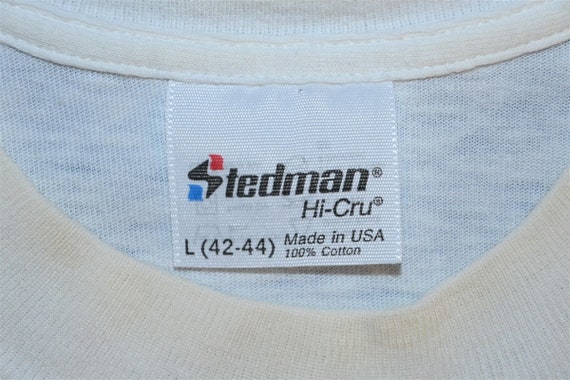 Stedman®
Hi-Cru®
L (42-44) Made in USA
100% Cotton